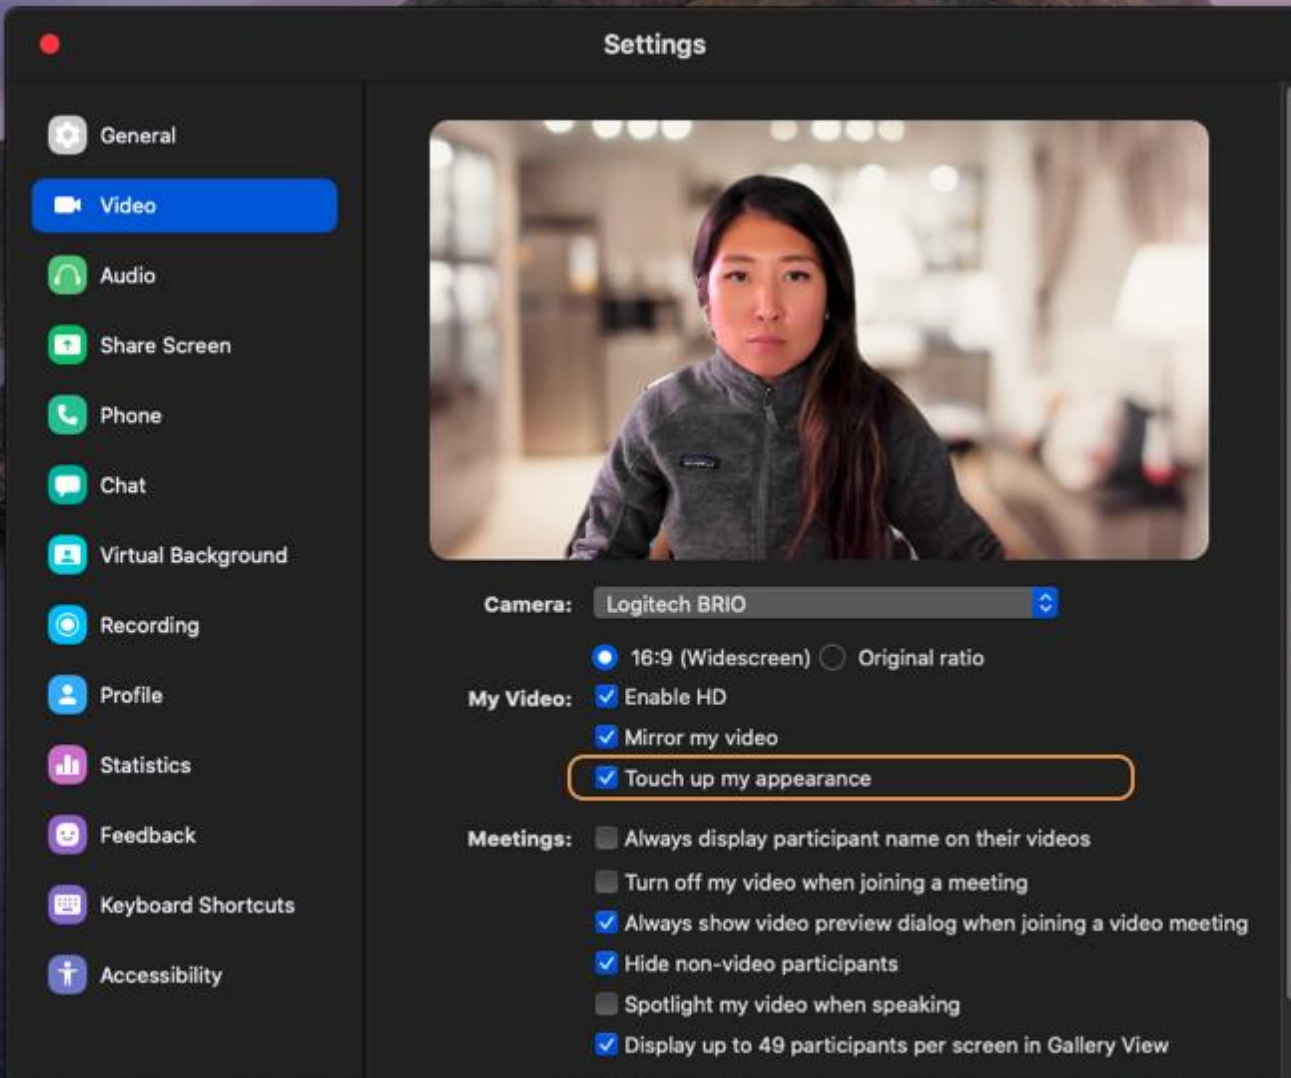 Settings
General
Video
Audio
Share Screen
Phone
Chat
Virtual Background
Recording
Profile
Statistics
Feedback
Keyboard Shortcuts
Accessibility
Camera: Logitech BRIO
16:9 (Widescreen) Original ratio
My Video: Enable HD
Mirror my video
Touch up my appearance
Meetings: Always display participant name on their videos
Turn off my video when joining a meeting
Always show video preview dialog when joining a video meeting
Hide non-video participants
Spotlight my video when speaking
Display up to 49 participants per screen in Gallery View